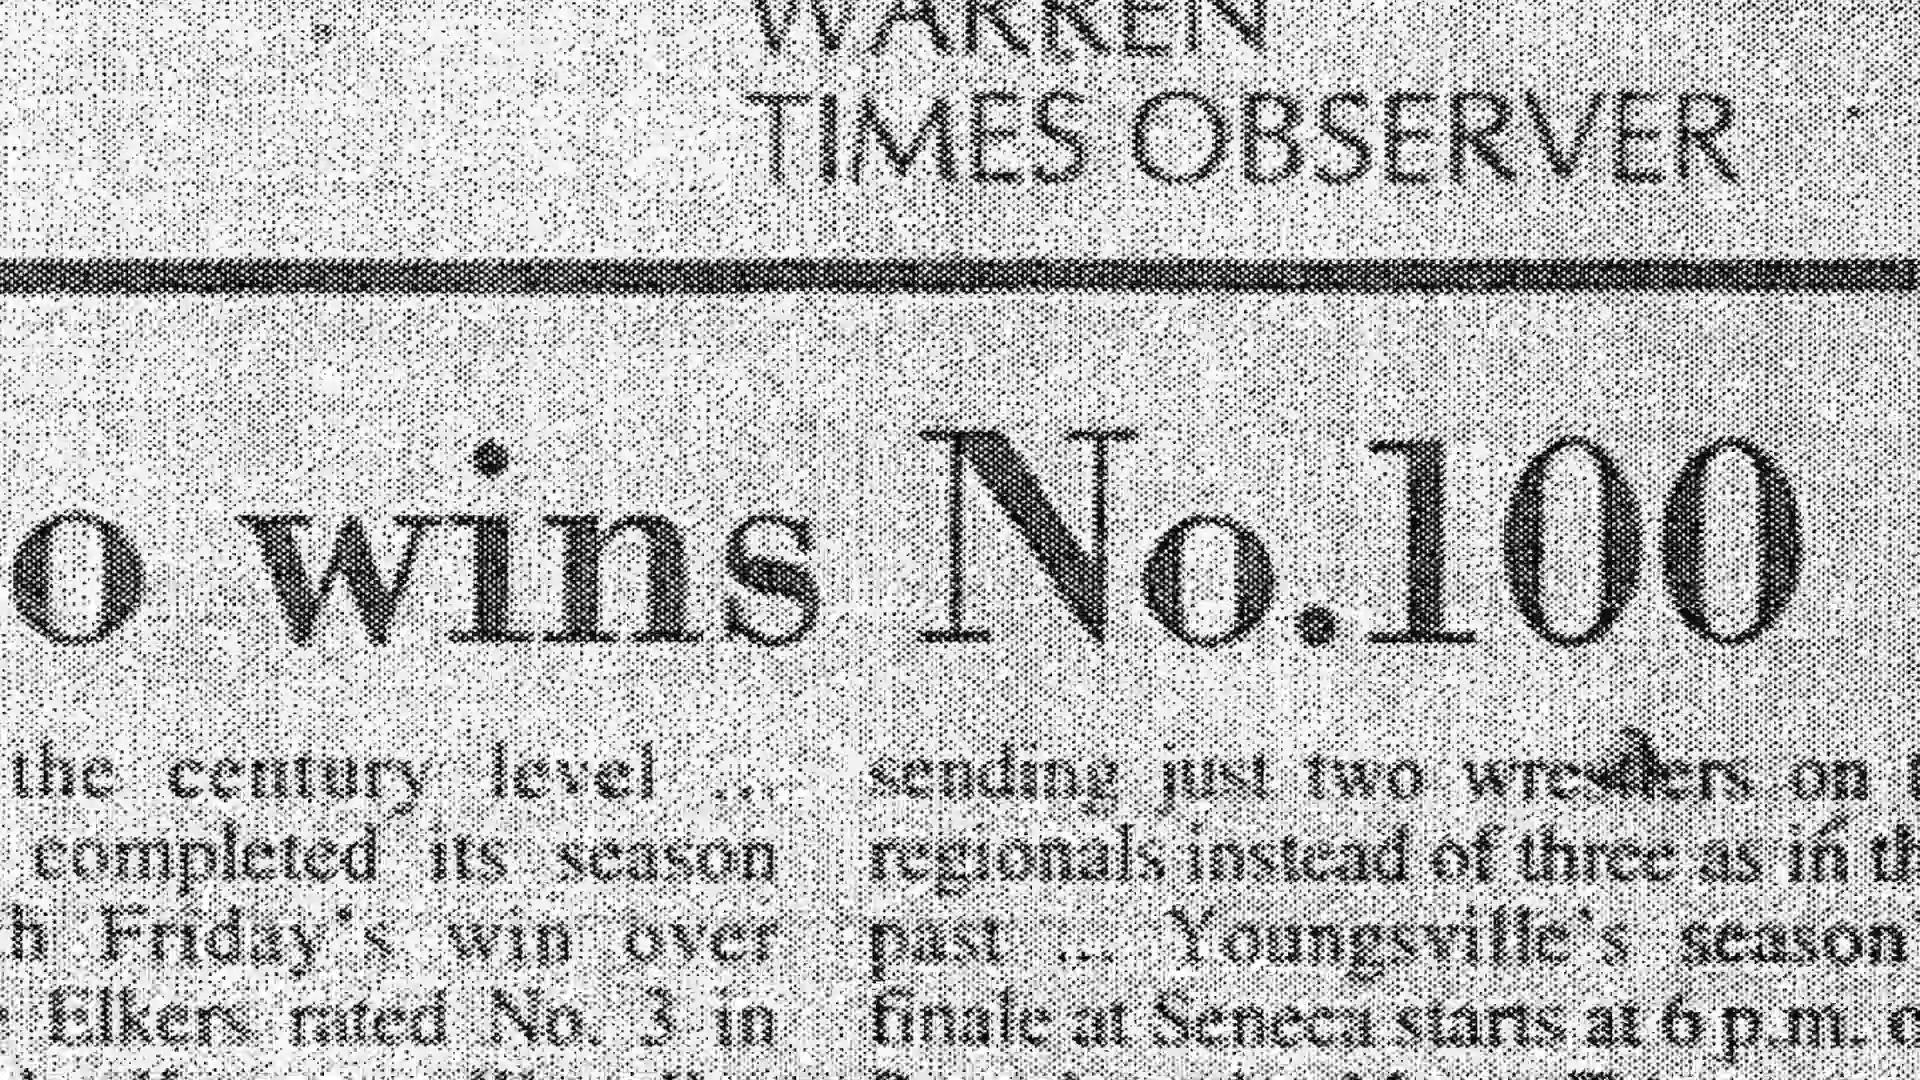 WARREN
TIMES OBSERVER
o wins No.100
the century level ...
completed its season
h Friday's win over
Elkers rated No. 3 in
sending just two wrestlers on
regionals instead of three as in th
past ... Youngsville's season
finale at Seneca starts at 6 p.m.